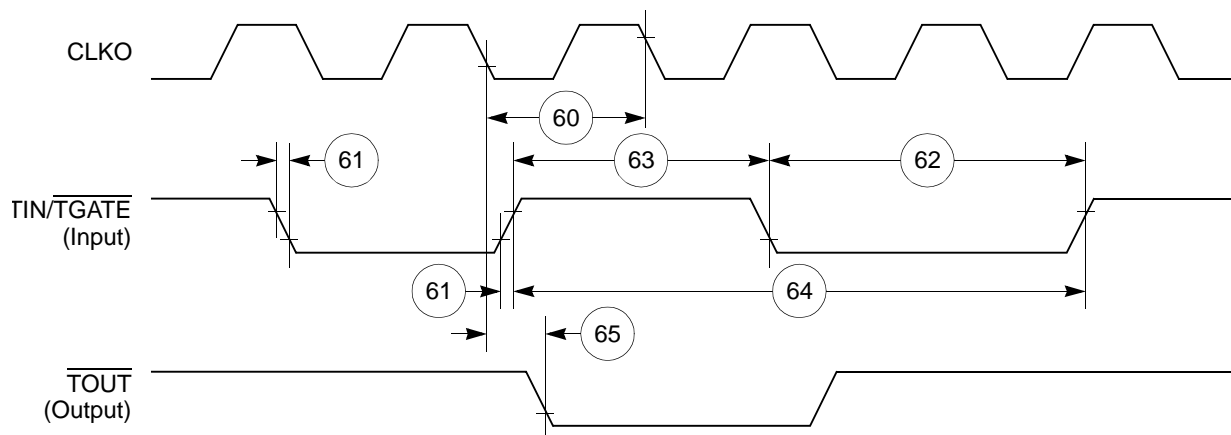 CLKO
60
61
63
62
TIN/TGATE
(Input)
61
64
65
TOUT
(Output)